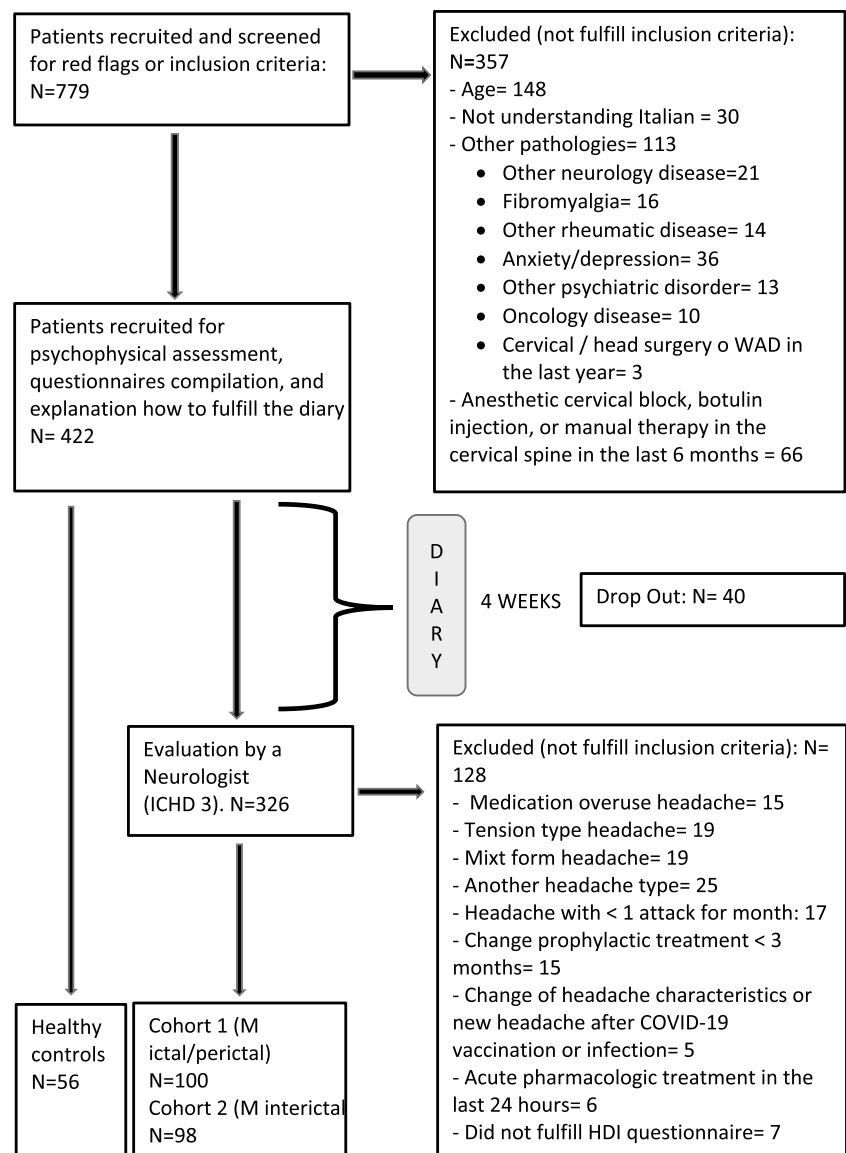 Patients recruited and screened
for red flags or inclusion criteria:
N=779
Excluded (not fulfill inclusion criteria):
N=357
- Age= 148
- Not understanding Italian = 30
- Other pathologies= 113
• Other neurology disease=21
• Fibromyalgia= 16
• Other rheumatic disease= 14
• Anxiety/depression= 36
• Other psychiatric disorder= 13
• Oncology disease= 10
• Cervical / head surgery o WAD in
the last year= 3
- Anesthetic cervical block, botulin
injection, or manual therapy in the
cervical spine in the last 6 months = 66
Patients recruited for
psychophysical assessment,
questionnaires compilation, and
explanation how to fulfill the diary
N= 422
D
I
A
R
Y
4 WEEKS
Drop Out: N= 40
Evaluation by a
Neurologist
(ICHD 3). N=326
Excluded (not fulfill inclusion criteria): N=
128
- Medication overuse headache= 15
- Tension type headache= 19
- Mixt form headache= 19
- Another headache type= 25
- Headache with < 1 attack for month: 17
- Change prophylactic treatment < 3
months= 15
- Change of headache characteristics or
new headache after COVID-19
vaccination or infection= 5
- Acute pharmacologic treatment in the
last 24 hours= 6
- Did not fulfill HDI questionnaire= 7
Healthy
controls
N=56
Cohort 1 (M
ictal/perictal)
N=100
Cohort 2 (M interictal
N=98